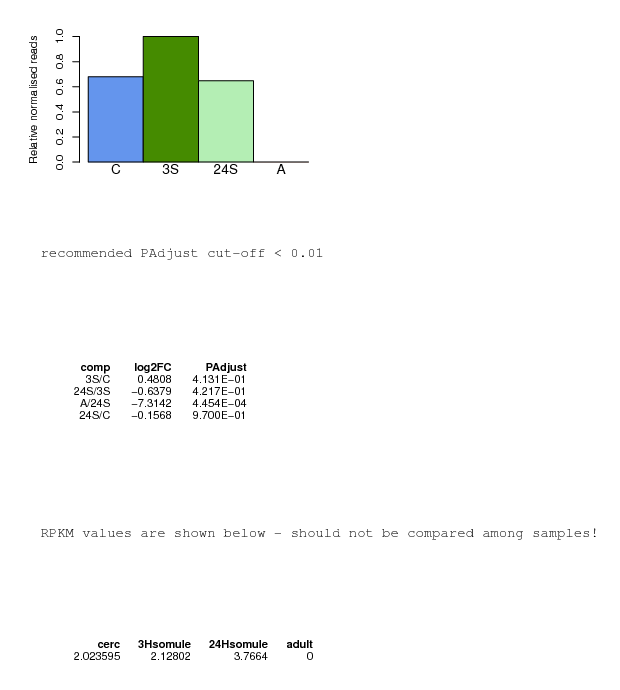 Relative normalised reads
1.0
0.8
0.6
0.4
0.2
0.0
C 3S 24S A
recommended PAdjust cut-off < 0.01
comp log2FC PAdjust
3S/C 0.4808 4.131E-01
24S/3S -0.6379 4.217E-01
A/24S -7.3142 4.454E-04
24S/C -0.1568 9.700E-01
RPKM values are shown below - should not be compared among samples!
cerc 3Hsomule 24Hsomule adult
2.023595 2.12802 3.7664 0